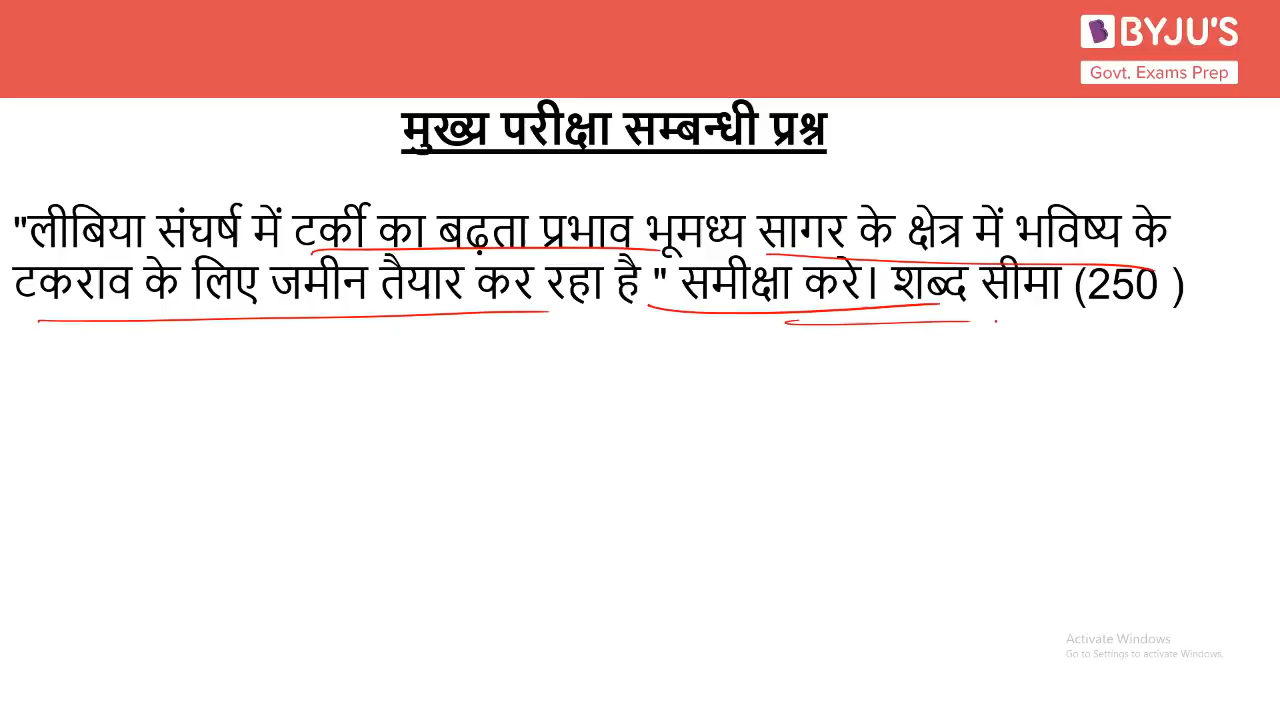 BYJU'S
Govt. Exams Prep
मुख्य परीक्षा सम्बन्धी प्रश्न
"लीबिया संघर्ष में टर्की का बढ़ता प्रभाव भूमध्य सागर के क्षेत्र में भविष्य के
टकराव के लिए जमीन तैयार कर रहा है " समीक्षा करे। शब्द सीमा (250 )
Activate Windows
Go to Settings to activate Windows.